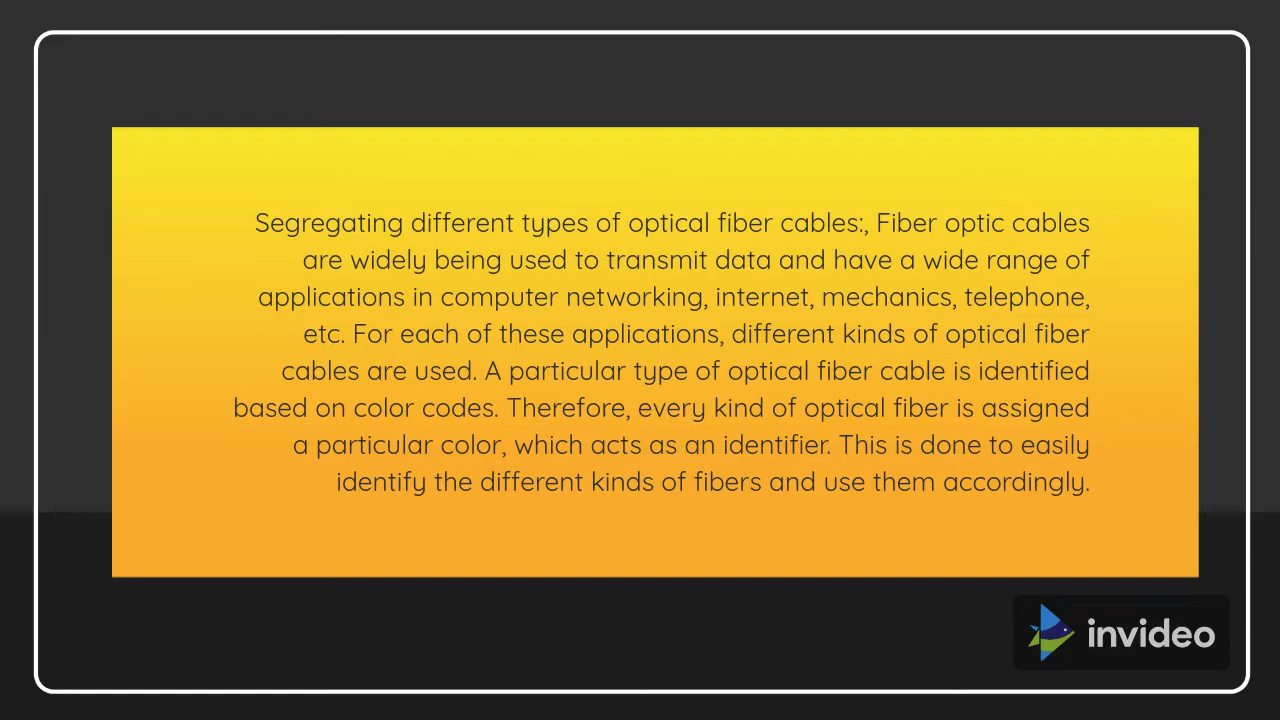 Segregating different types of optical fiber cables:, Fiber optic cables
are widely being used to transmit data and have a wide range of
applications in computer networking, internet, mechanics, telephone,
etc. For each of these applications, different kinds of optical fiber
cables are used. A particular type of optical fiber cable is identified
based on color codes. Therefore, every kind of optical fiber is assigned
a particular color, which acts as an identifier. This is done to easily
identify the different kinds of fibers and use them accordingly.
invideo